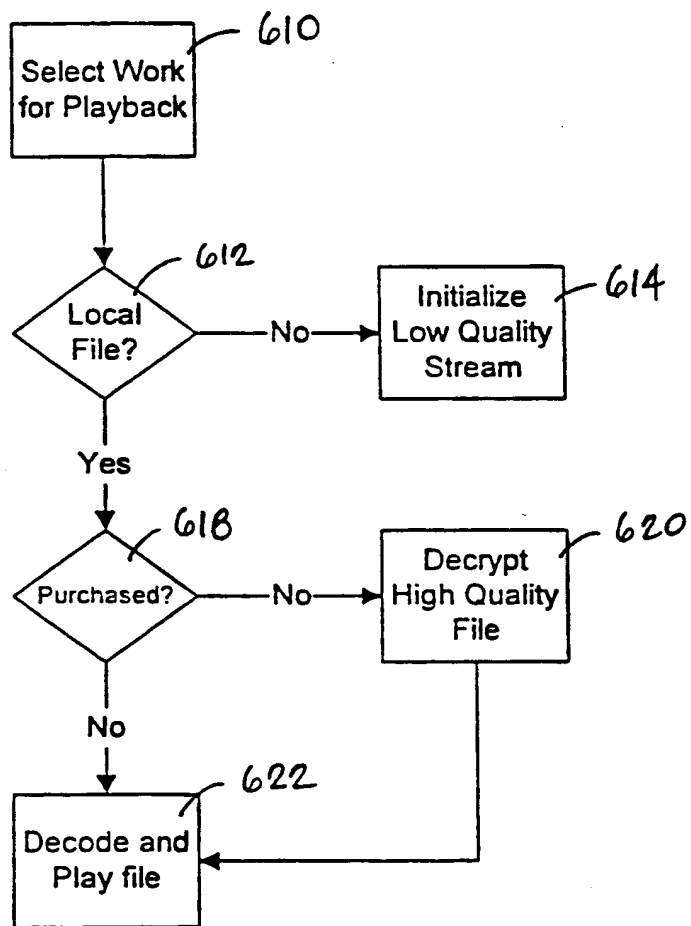 610
Select Work
for Playback
612
Local
File?
No
614
Initialize
Low Quality
Stream
Yes
618
Purchased?
No
620
Decrypt
High Quality
File
No
622
Decode and
Play file